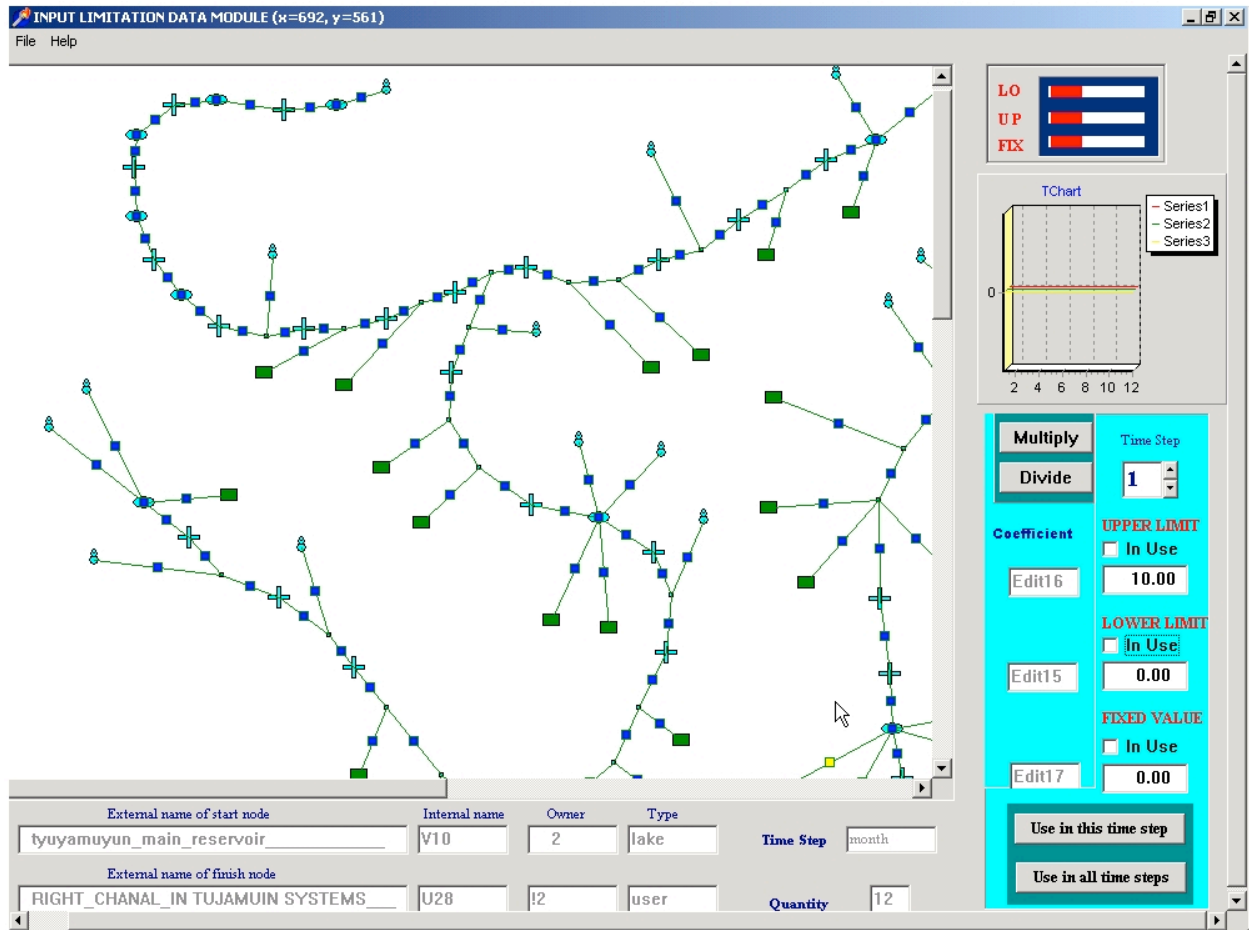 INPUT LIMITATION DATA MODULE (x=692, y=561)
File Help
LO
UP
FIX
TChart
Series1
Series2
Series3
0
2 4 6 8 10 12
Multiply
Divide
Time Step
1
Coefficient
UPPER LIMIT
In Use
Edit16
10.00
LOWER LIMIT
In Use
Edit15
0.00
FIXED VALUE
In Use
Edit17
0.00
Use in this time step
Use in all time steps
External name of start node Internal name Owner Type
tyuyamuyun_main_reservoir____________ V10 2 lake Time Step month
External name of finish node
RIGHT_CHANAL_IN TUJAMUIN SYSTEMS___ U28 !2 user Quantity 12